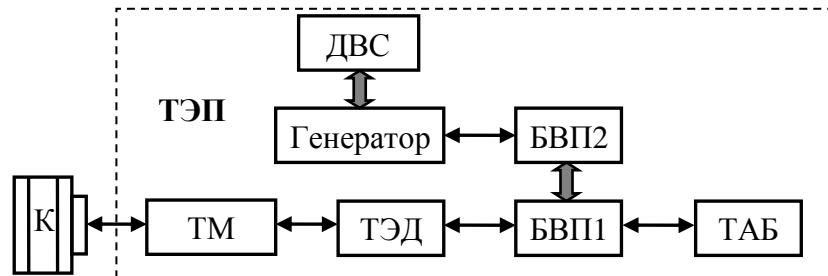 ДВС
ТЭП
Генератор
БВП2
К
ТМ
ТЭД
БВП1
ТАБ